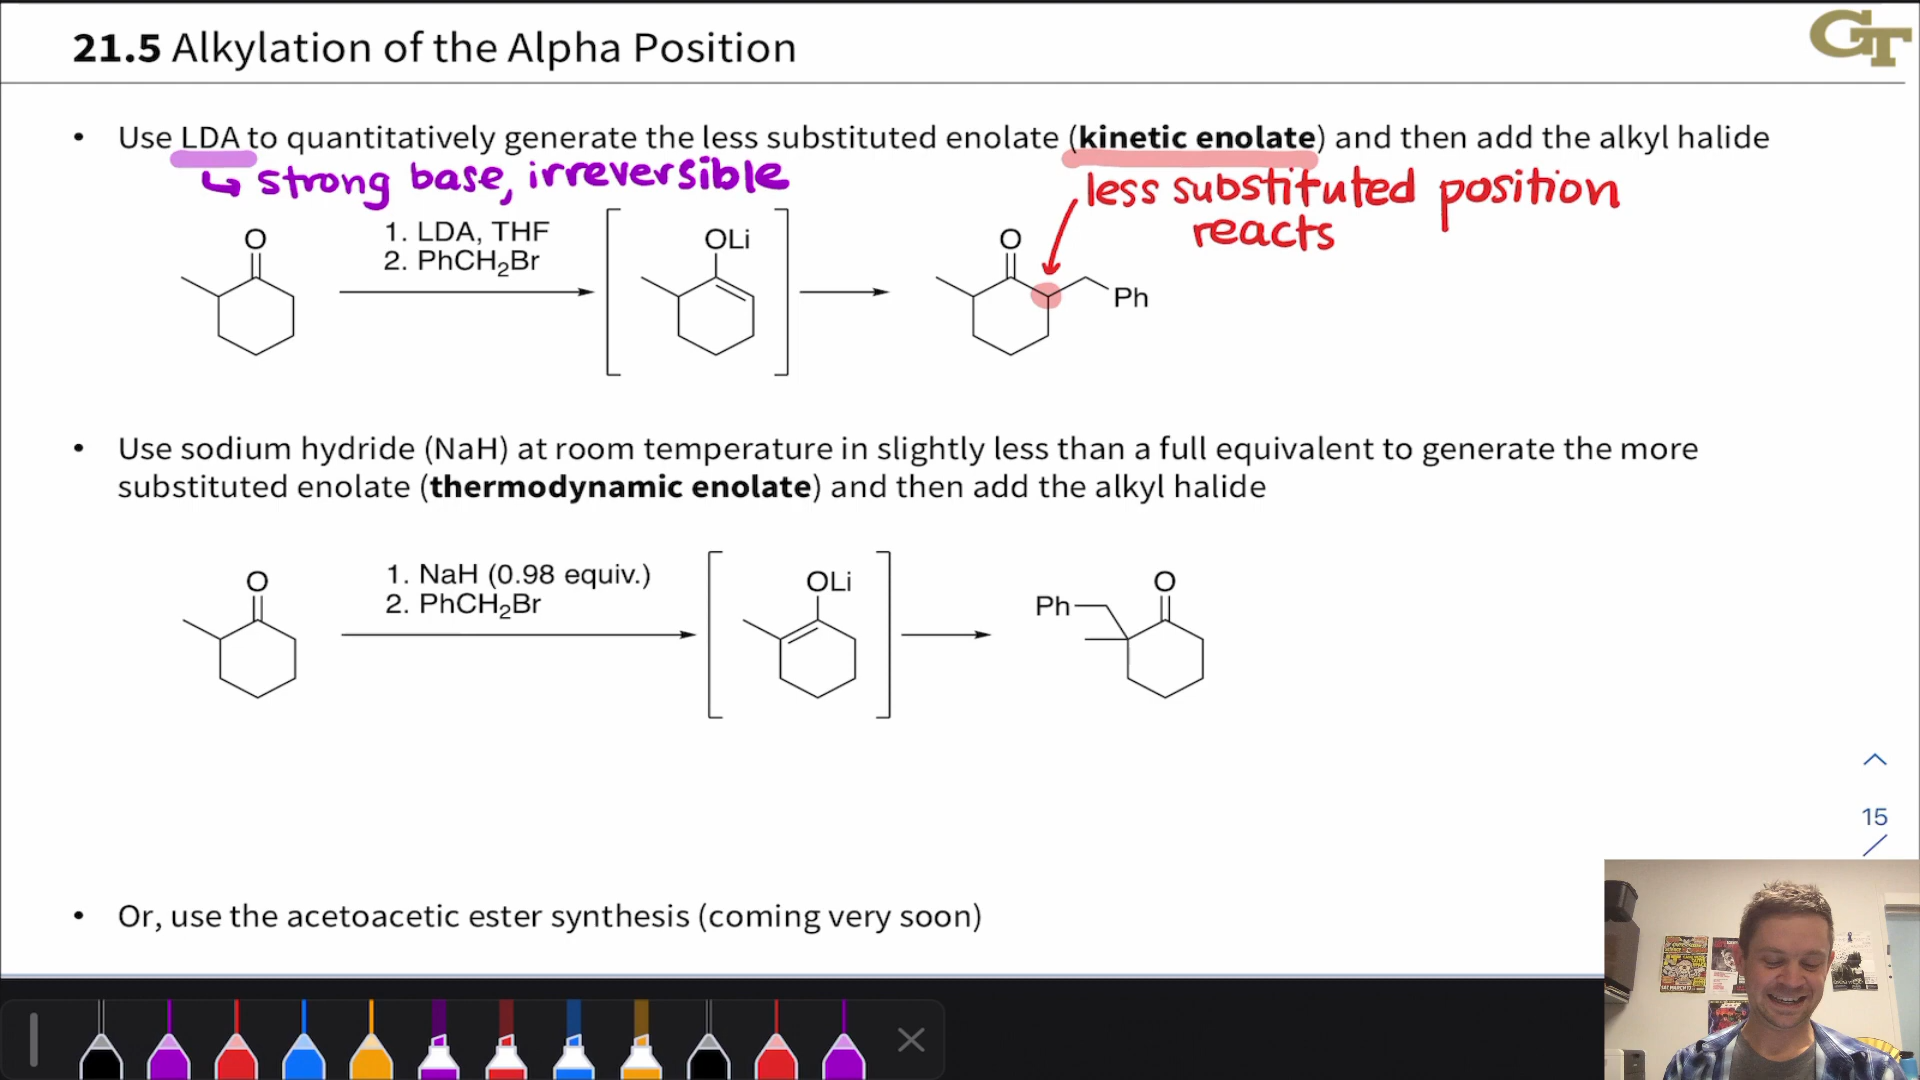 21.5 Alkylation of the Alpha Position
GT
• Use LDA to quantitatively generate the less substituted enolate (kinetic enolate) and then add the alkyl halide
↳ strong base, irreversible
less substituted position
reacts
O
1. LDA, THF
2. PhCH₂Br
OLi
O
Ph
• Use sodium hydride (NaH) at room temperature in slightly less than a full equivalent to generate the more
substituted enolate (thermodynamic enolate) and then add the alkyl halide
O
1. NaH (0.98 equiv.)
2. PhCH₂Br
OLi
Ph
O
15
• Or, use the acetoacetic ester synthesis (coming very soon)